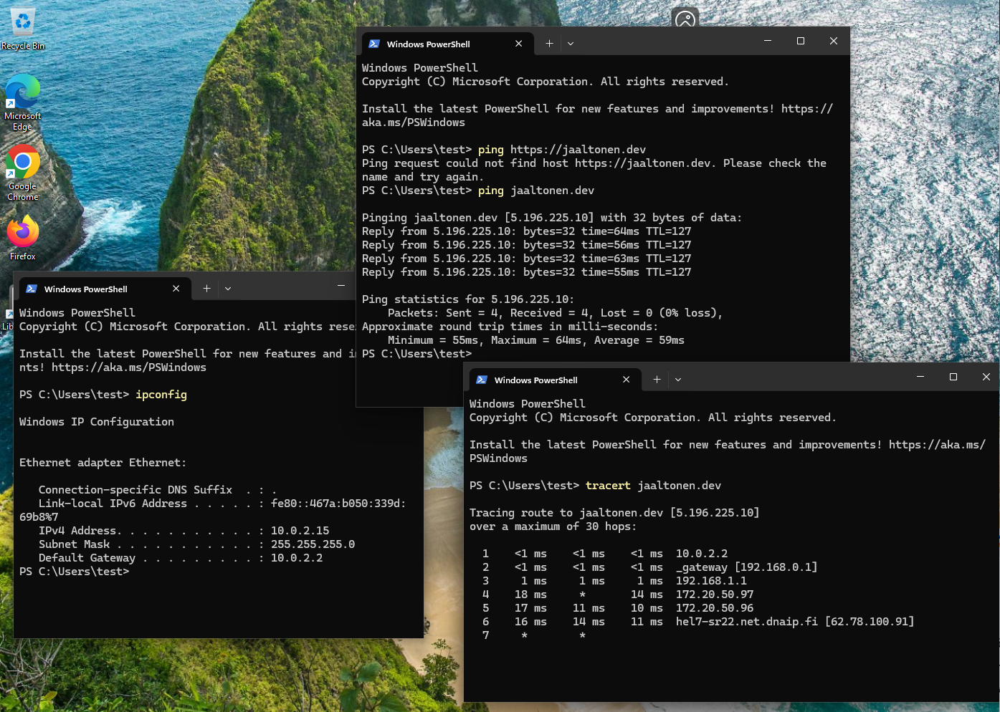 Recycle Bin
Microsoft
Edge
Google
Chrome
Firefox
Lib
Windows PowerShell
Windows PowerShell
Copyright (C) Microsoft Corporation. All rights reserved.
Install the latest PowerShell for new features and improvements! https://
aka.ms/PSWindows
PS C:\Users\test> ping https://jaaltonen.dev
Ping request could not find host https://jaaltonen.dev. Please check the
name and try again.
PS C:\Users\test> ping jaaltonen.dev
Pinging jaaltonen.dev [5.196.225.10] with 32 bytes of data:
Reply from 5.196.225.10: bytes=32 time=64ms TTL=127
Reply from 5.196.225.10: bytes=32 time=56ms TTL=127
Reply from 5.196.225.10: bytes=32 time=63ms TTL=127
Reply from 5.196.225.10: bytes=32 time=55ms TTL=127
Ping statistics for 5.196.225.10:
    Packets: Sent = 4, Received = 4, Lost = 0 (0% loss),
Approximate round trip times in milli-seconds:
    Minimum = 55ms, Maximum = 64ms, Average = 59ms
PS C:\Users\test>
Windows PowerShell
Windows PowerShell
Copyright (C) Microsoft Corporation. All rights rese
Install the latest PowerShell for new features and i
nts! https://aka.ms/PSWindows
PS C:\Users\test> ipconfig
Windows IP Configuration
Ethernet adapter Ethernet:
   Connection-specific DNS Suffix  . : .
   Link-local IPv6 Address . . . . . : fe80::467a:b050:339d:
69b8%7
   IPv4 Address. . . . . . . . . . . : 10.0.2.15
   Subnet Mask . . . . . . . . . . . : 255.255.255.0
   Default Gateway . . . . . . . . . : 10.0.2.2
PS C:\Users\test>
Windows PowerShell
Windows PowerShell
Copyright (C) Microsoft Corporation. All rights reserved.
Install the latest PowerShell for new features and improvements! https://aka.ms/
PSWindows
PS C:\Users\test> tracert jaaltonen.dev
Tracing route to jaaltonen.dev [5.196.225.10]
over a maximum of 30 hops:
  1    <1 ms    <1 ms    <1 ms  10.0.2.2
  2    <1 ms    <1 ms    <1 ms  _gateway [192.168.0.1]
  3     1 ms     1 ms     1 ms  192.168.1.1
  4    18 ms     *       14 ms  172.20.50.97
  5    17 ms    11 ms    10 ms  172.20.50.96
  6    16 ms    14 ms    11 ms  hel7-sr22.net.dnaip.fi [62.78.100.91]
  7     *        *